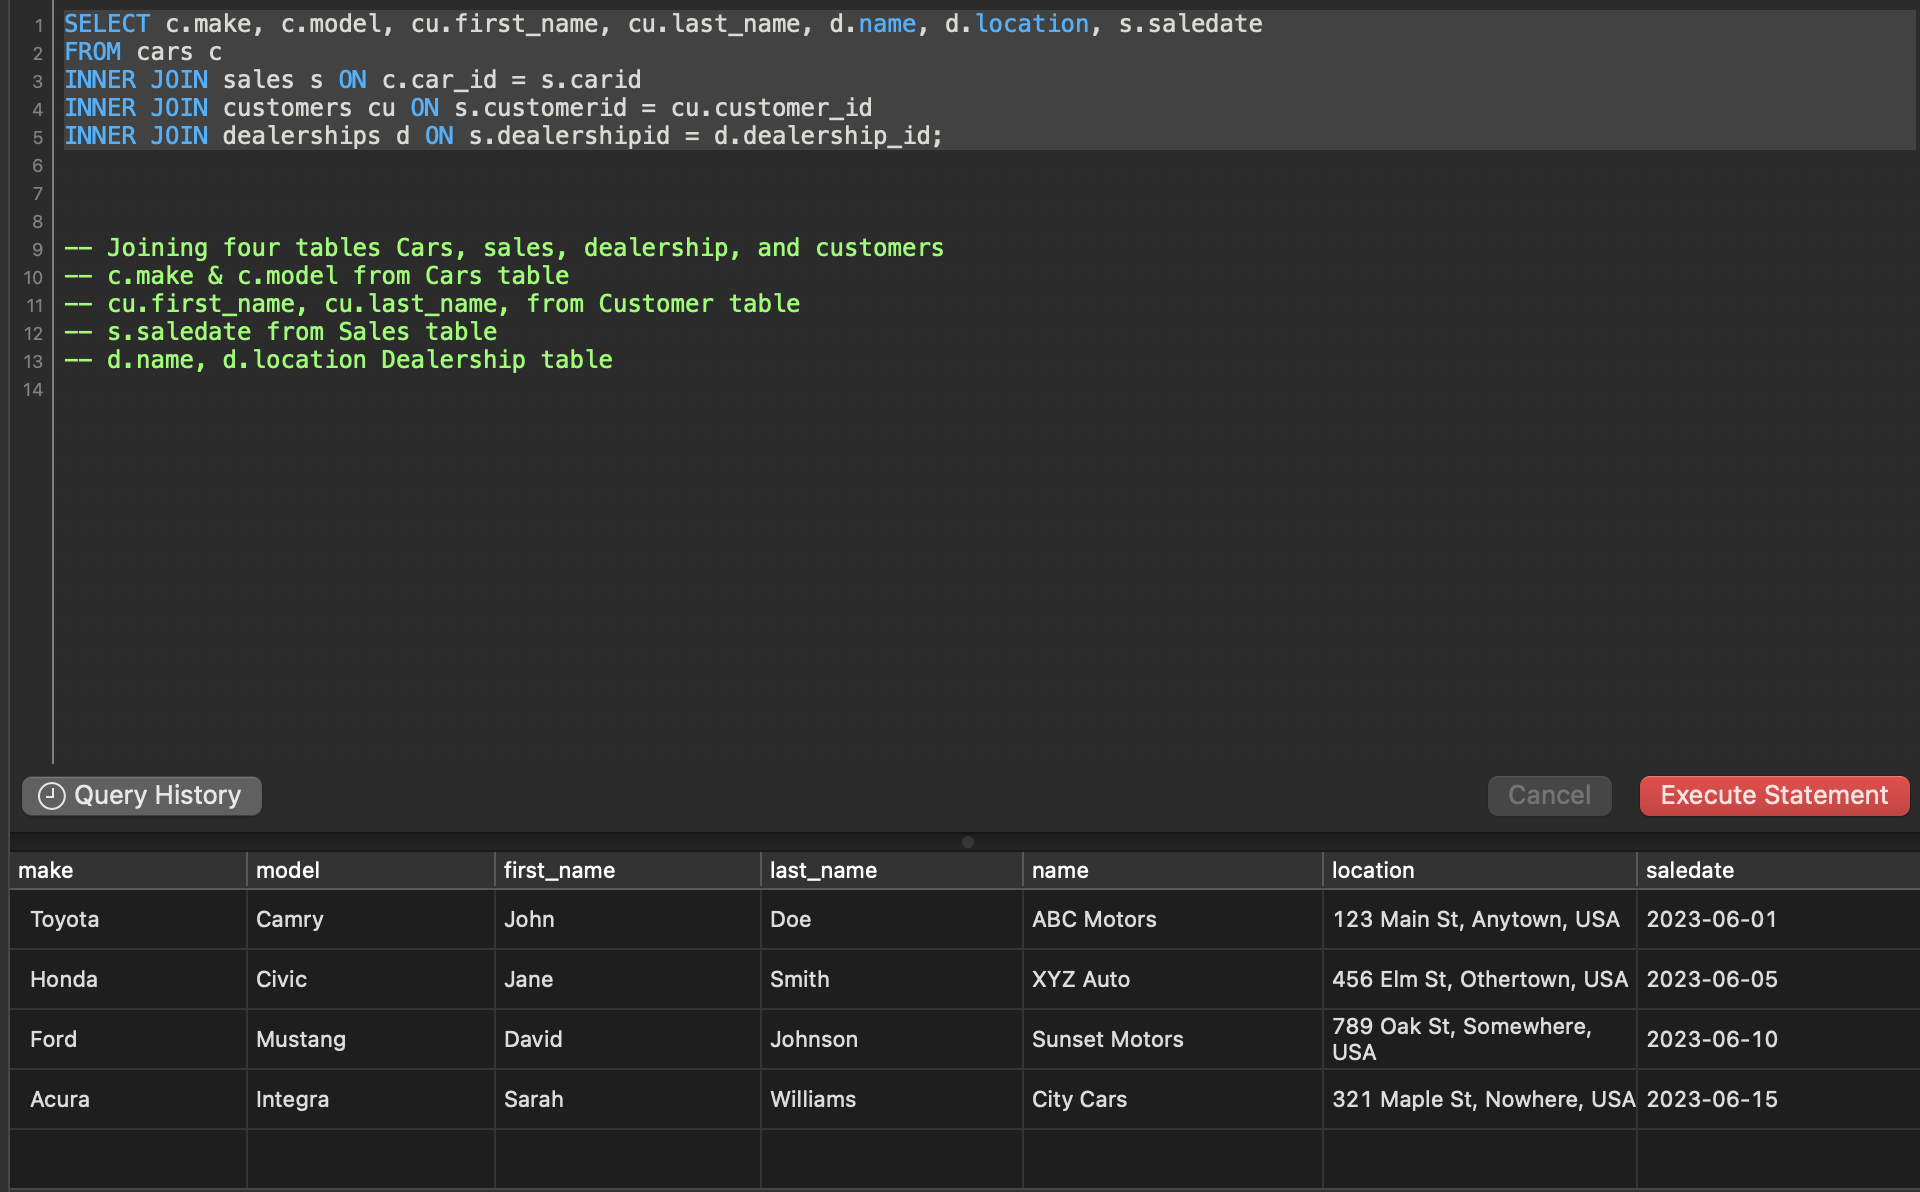 1 SELECT c.make, c.model, cu.first_name, cu.last_name, d.name, d.location, s.saledate
2 FROM cars c
3 INNER JOIN sales s ON c.car_id = s.carid
4 INNER JOIN customers cu ON s.customerid = cu.customer_id
5 INNER JOIN dealerships d ON s.dealershipid = d.dealership_id;
6
7
8
9 -- Joining four tables Cars, sales, dealership, and customers
10 -- c.make & c.model from Cars table
11 -- cu.first_name, cu.last_name, from Customer table
12 -- s.saledate from Sales table
13 -- d.name, d.location Dealership table
14
Query History Cancel Execute Statement
make model first_name last_name name location saledate
Toyota Camry John Doe ABC Motors 123 Main St, Anytown, USA 2023-06-01
Honda Civic Jane Smith XYZ Auto 456 Elm St, Othertown, USA 2023-06-05
Ford Mustang David Johnson Sunset Motors 789 Oak St, Somewhere, USA 2023-06-10
Acura Integra Sarah Williams City Cars 321 Maple St, Nowhere, USA 2023-06-15